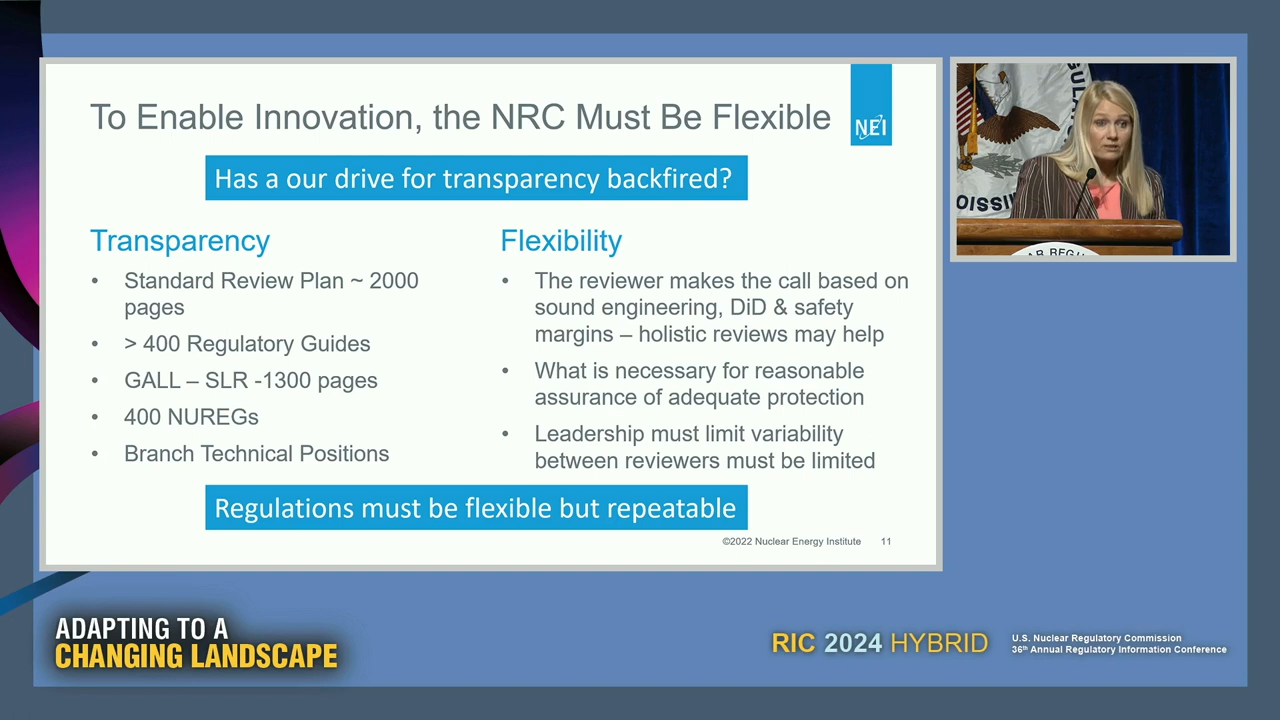 To Enable Innovation, the NRC Must Be Flexible
NEI
Has a our drive for transparency backfired?
Transparency
• Standard Review Plan ~ 2000
pages
• > 400 Regulatory Guides
• GALL – SLR -1300 pages
• 400 NUREGs
• Branch Technical Positions
Flexibility
• The reviewer makes the call based on
sound engineering, DiD & safety
margins – holistic reviews may help
• What is necessary for reasonable
assurance of adequate protection
• Leadership must limit variability
between reviewers must be limited
Regulations must be flexible but repeatable
©2022 Nuclear Energy Institute 11
ADAPTING TO A
CHANGING LANDSCAPE
RIC 2024 HYBRID
U.S. Nuclear Regulatory Commission
36th Annual Regulatory Information Conference